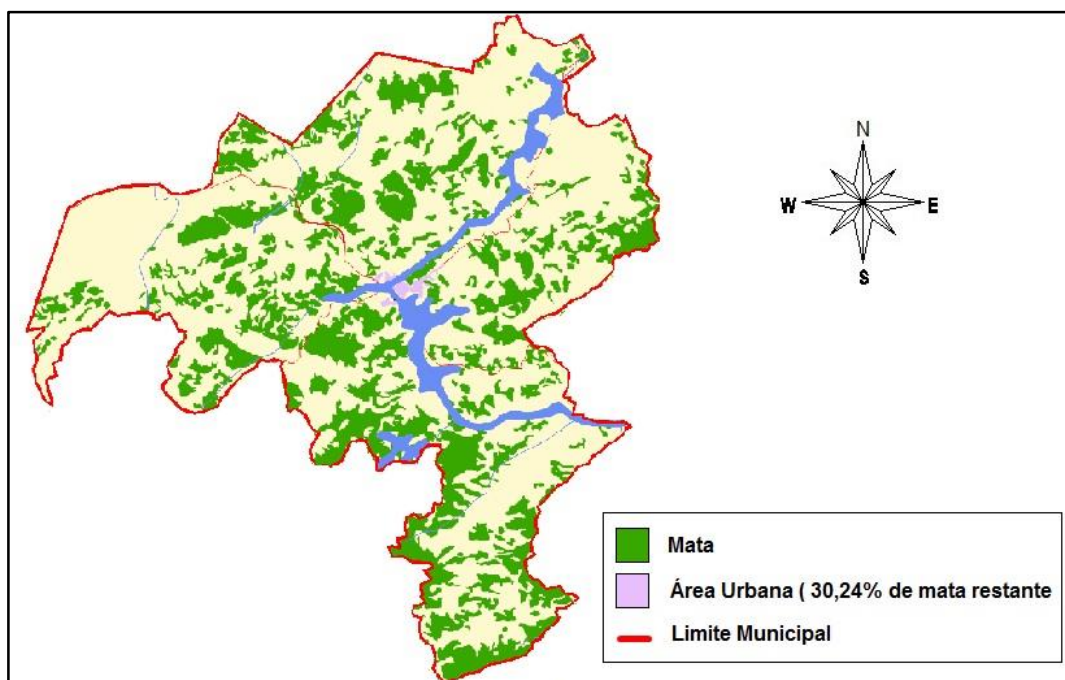 N
W
E
S
Mata
Área Urbana ( 30,24% de mata restante
Limite Municipal